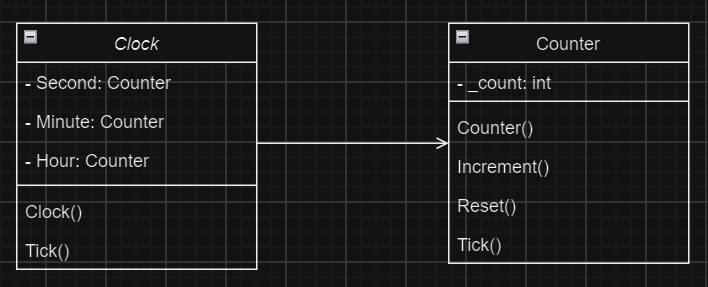 Clock
- Second: Counter
- Minute: Counter
- Hour: Counter
Clock()
Tick()
Counter
- _count: int
Counter()
Increment()
Reset()
Tick()